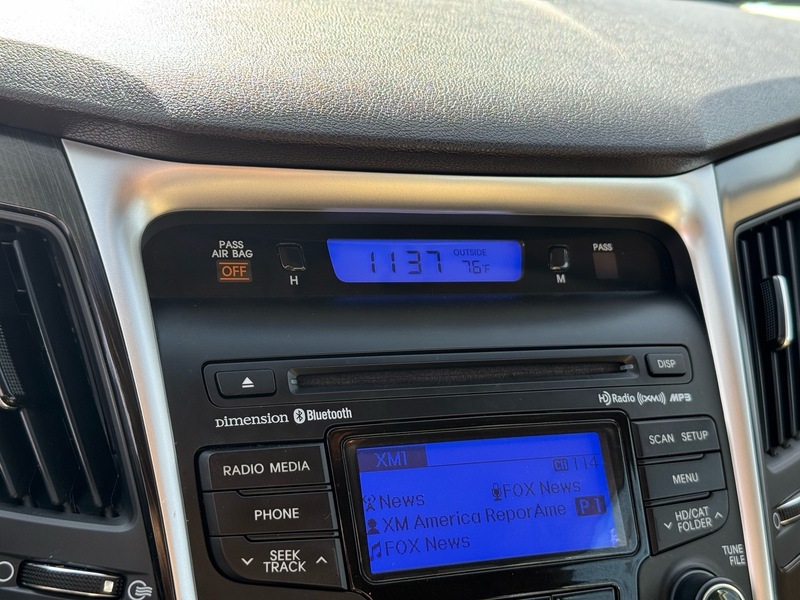 PASS
AIR BAG
OFF
H
1137
OUTSIDE
76°F
M
PASS
DISP
Dimension Bluetooth
HD Radio ((XM)) MP3
RADIO MEDIA
PHONE
SEEK
TRACK
XM1
CH 114
News FOX News
XM America ReporAme P1
FOX News
SCAN SETUP
MENU
HD/CAT
FOLDER
TUNE
FILE